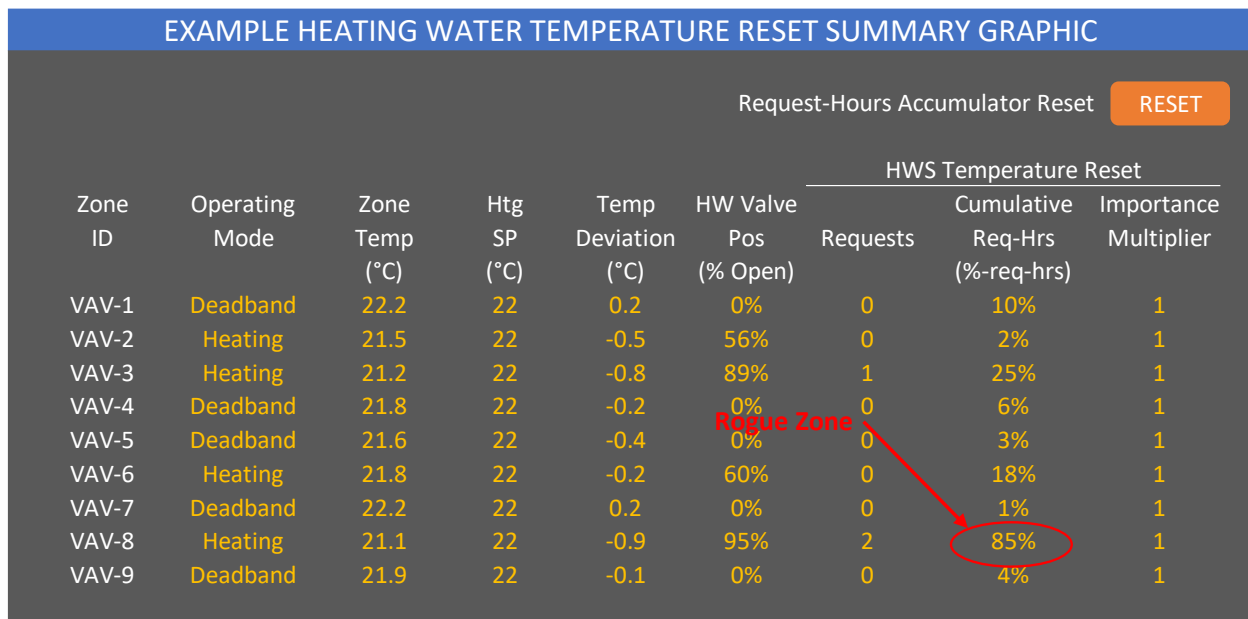 EXAMPLE HEATING WATER TEMPERATURE RESET SUMMARY GRAPHIC
Request-Hours Accumulator Reset RESET
HWS Temperature Reset
Zone Operating Zone Htg Temp HW Valve Cumulative Importance
ID Mode Temp SP Deviation Pos Requests Req-Hrs Multiplier
(°C) (°C) (°C) (% Open) (%-req-hrs)
VAV-1 Deadband 22.2 22 0.2 0% 0 10% 1
VAV-2 Heating 21.5 22 -0.5 56% 0 2% 1
VAV-3 Heating 21.2 22 -0.8 89% 1 25% 1
VAV-4 Deadband 21.8 22 -0.2 0% 0 6% 1
Rogue Zone
VAV-5 Deadband 21.6 22 -0.4 0% 0 3% 1
VAV-6 Heating 21.8 22 -0.2 60% 0 18% 1
VAV-7 Deadband 22.2 22 0.2 0% 0 1% 1
VAV-8 Heating 21.1 22 -0.9 95% 2 85% 1
VAV-9 Deadband 21.9 22 -0.1 0% 0 4% 1